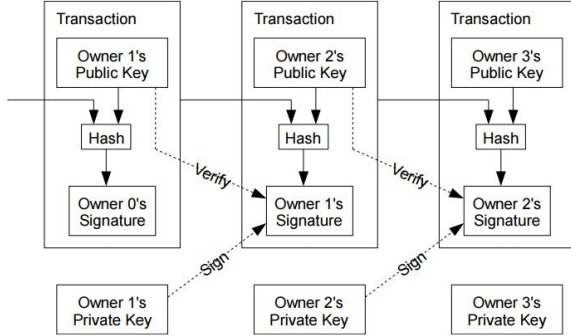 Transaction
Owner 1's
Public Key
Hash
Owner 0's
Signature
Verify
Transaction
Owner 2's
Public Key
Hash
Owner 1's
Signature
Verify
Transaction
Owner 3's
Public Key
Hash
Owner 2's
Signature
Sign
Sign
Owner 1's
Private Key
Owner 2's
Private Key
Owner 3's
Private Key